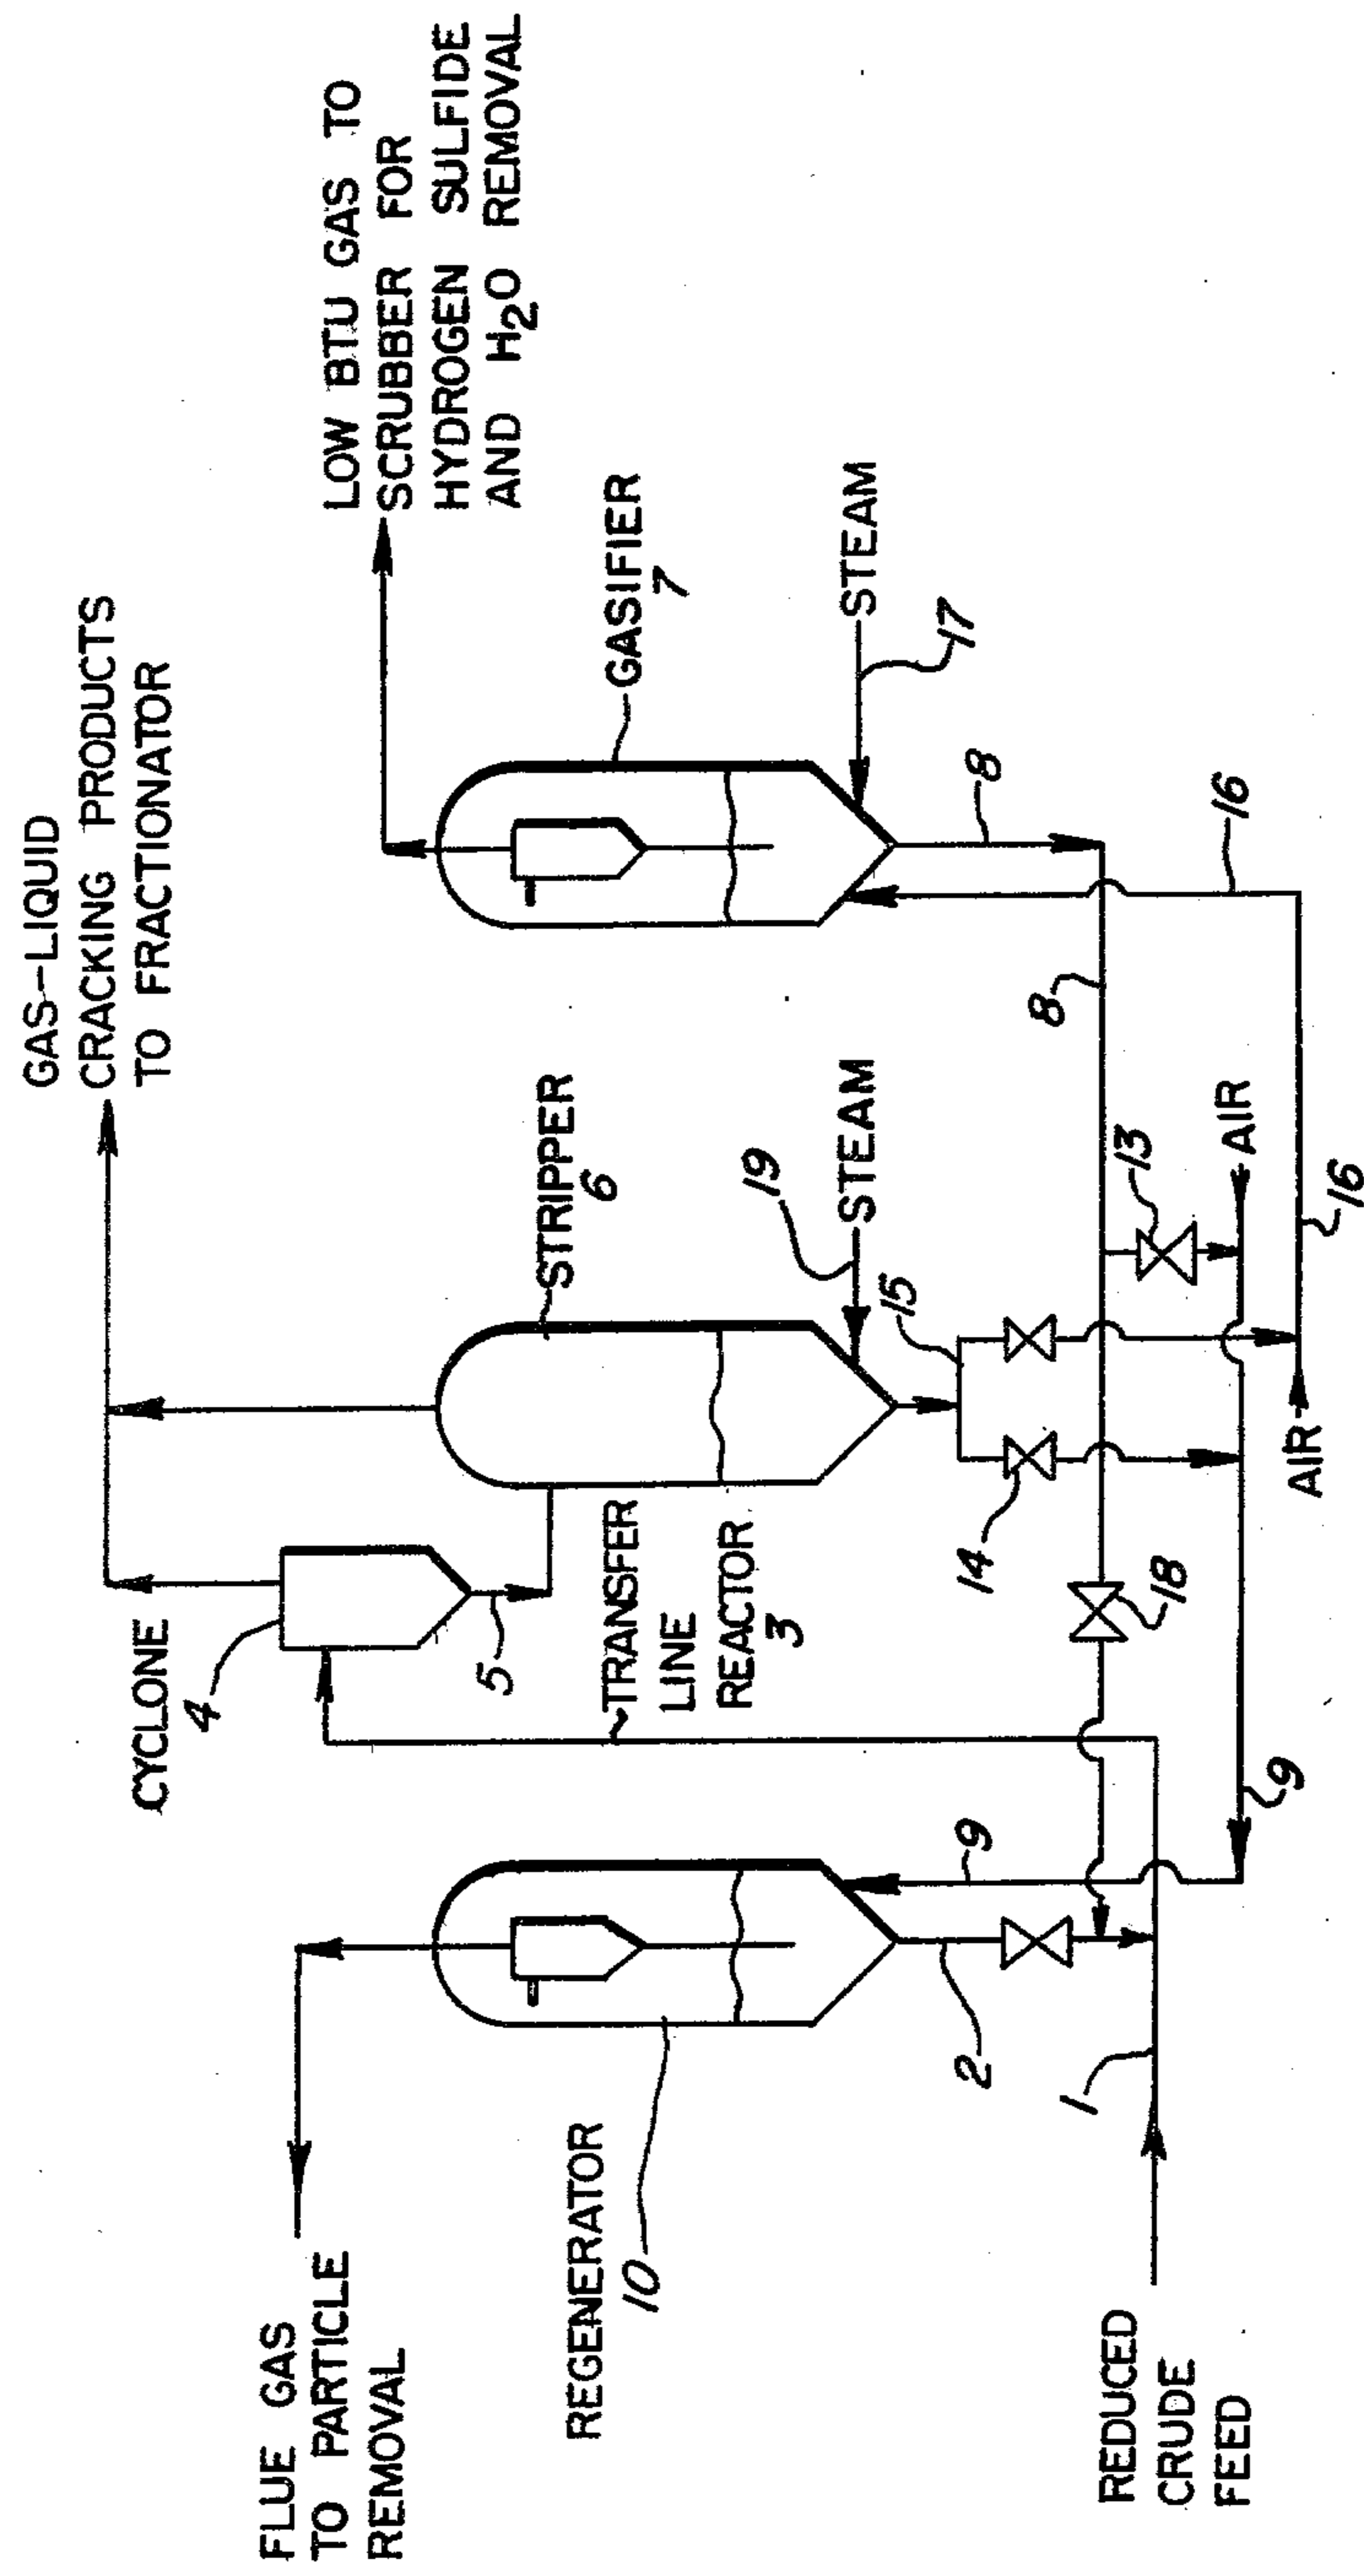 FLUE GAS
TO PARTICLE
REMOVAL
REGENERATOR
10
REDUCED
CRUDE
FEED
1
2
9
9
CYCLONE
4
5
TRANSFER
LINE
REACTOR
3
GAS-LIQUID
CRACKING PRODUCTS
TO FRACTIONATOR
STRIPPER
6
19
STEAM
15
14
18
13
AIR
AIR
16
16
8
8
17
STEAM
GASIFIER
7
LOW BTU GAS TO
SCRUBBER FOR
HYDROGEN SULFIDE
AND H2O REMOVAL